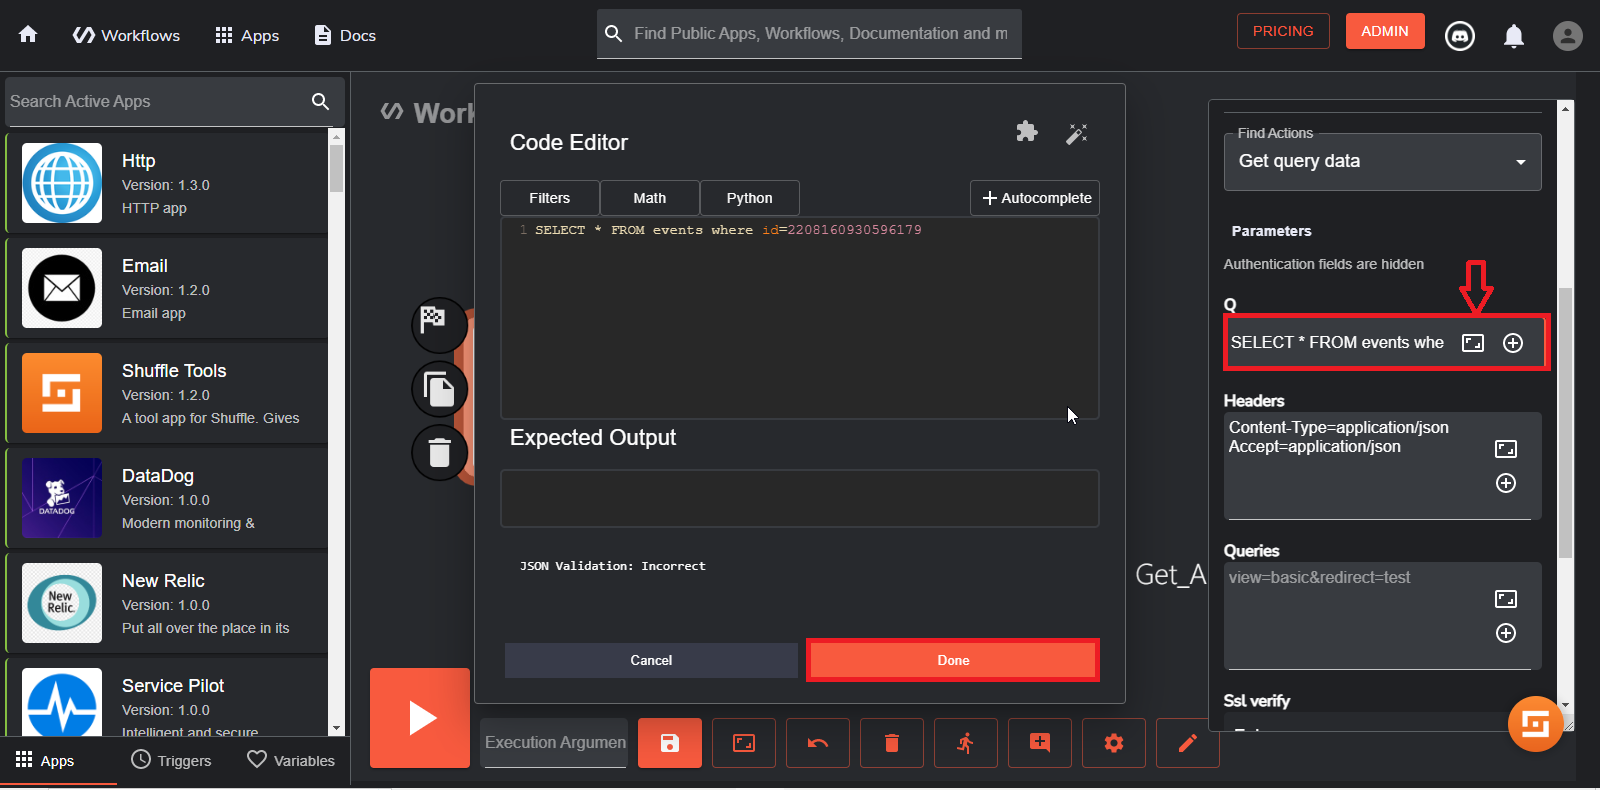 Workflows
Apps
Docs
Find Public Apps, Workflows, Documentation and m
PRICING
ADMIN
Search Active Apps
Http
Version: 1.3.0
HTTP app
Email
Version: 1.2.0
Email app
Shuffle Tools
Version: 1.2.0
A tool app for Shuffle. Gives
DATADOG
DataDog
Version: 1.0.0
Modern monitoring &
New
Relic.
New Relic
Version: 1.0.0
Put all over the place in its
Service Pilot
Version: 1.0.0
Intelligent and secure
Apps
Triggers
Variables
Work
Code Editor
Filters
Math
Python
Autocomplete
1 SELECT * FROM events where id=2208160930596179
Expected Output
JSON Validation: Incorrect
Cancel
Done
Get_A
Execution Argumen
Find Actions
Get query data
Parameters
Authentication fields are hidden
Q
SELECT * FROM events whe
Headers
Content-Type=application/json
Accept=application/json
Queries
view=basic&redirect=test
Ssl verify